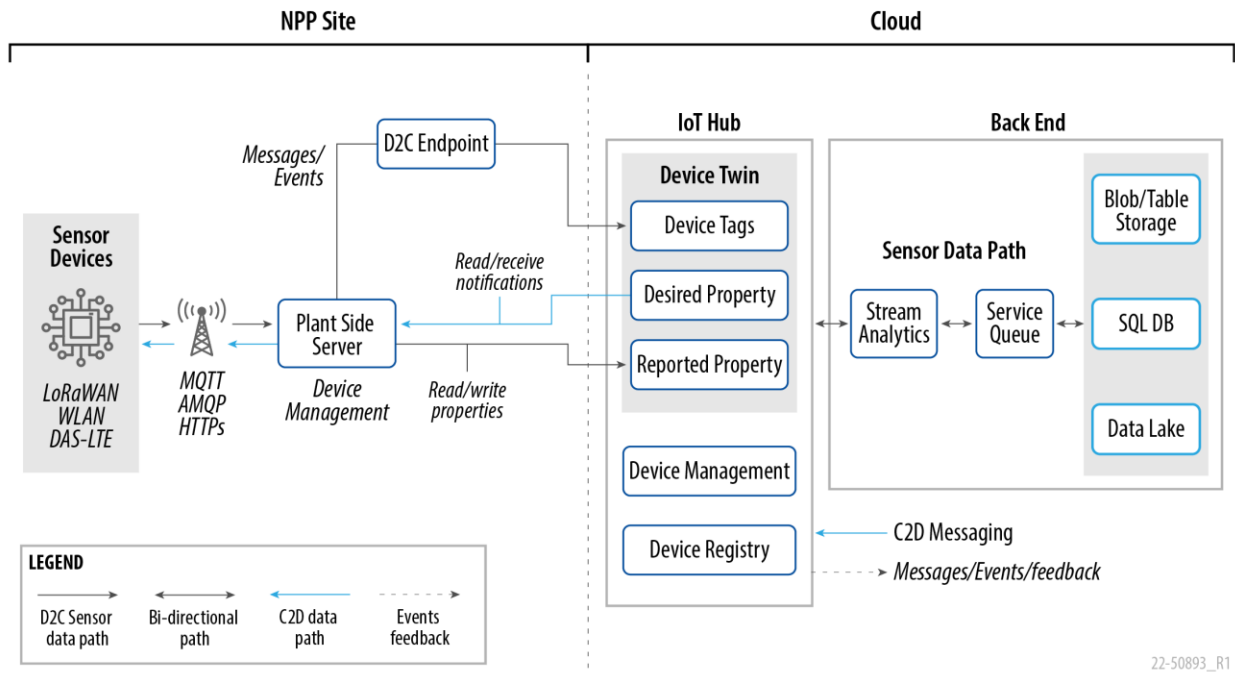 NPP Site
Cloud
IoT Hub
Back End
D2C Endpoint
Messages/
Events
Device Twin
Device Tags
Desired Property
Reported Property
Blob/Table
Storage
Sensor
Devices
Read/receive
notifications
Sensor Data Path
Plant Side
Server
Stream
Analytics
Service
Queue
SQL DB
LoRaWAN
WLAN
DAS-LTE
MQTT
AMQP
HTTPs
Device
Management
Read/write
properties
Data Lake
Device Management
Device Registry
C2D Messaging
Messages/Events/feedback
LEGEND
D2C Sensor
data path
Bi-directional
path
C2D data
path
Events
feedback
22-50893_R1